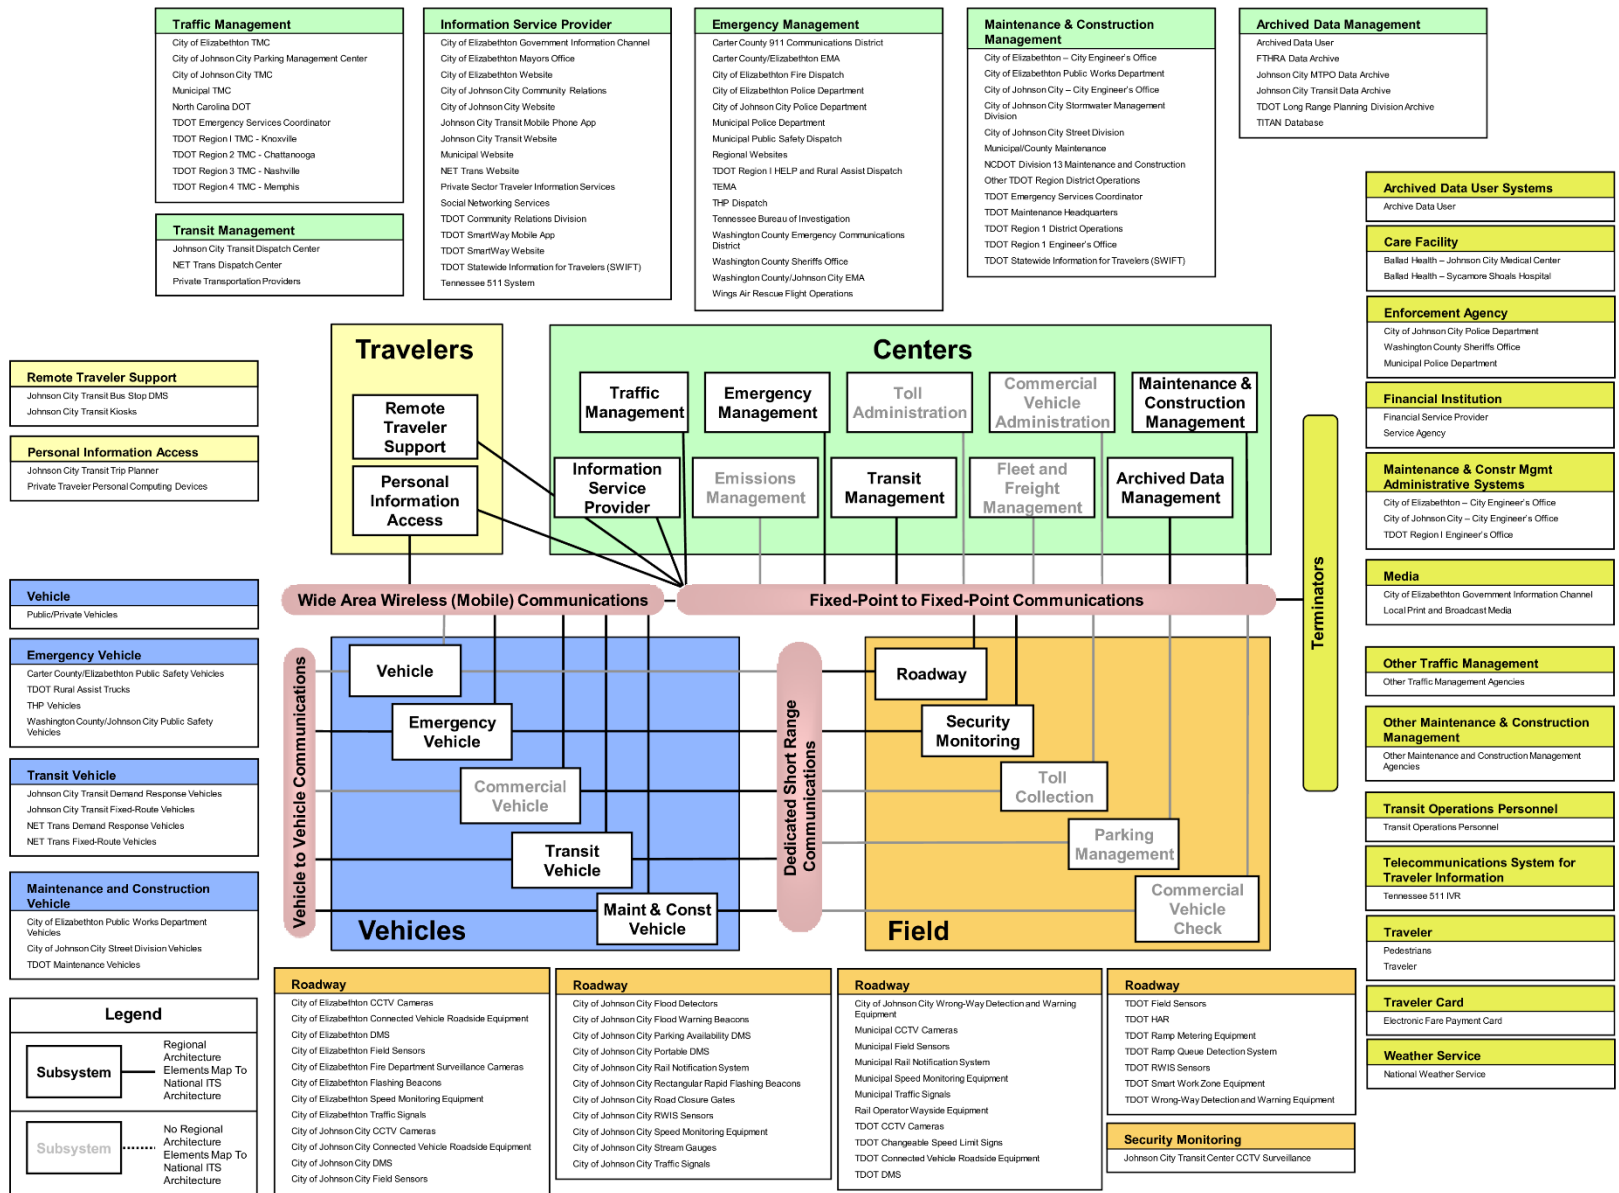 Traffic Management
City of Elizabethton TMC
City of Johnson City Parking Management Center
City of Johnson City TMC
Municipal TMC
North Carolina DOT
TDOT Emergency Services Coordinator
TDOT Region I TMC - Knoxville
TDOT Region 2 TMC - Chattanooga
TDOT Region 3 TMC - Nashville
TDOT Region 4 TMC - Memphis
Transit Management
Johnson City Transit Dispatch Center
NET Trans Dispatch Center
Private Transportation Providers
Information Service Provider
City of Elizabethton Government Information Channel
City of Elizabethton Mayors Office
City of Elizabethton Website
City of Johnson City Community Relations
City of Johnson City Website
Johnson City Transit Mobile Phone App
Johnson City Transit Website
Municipal Website
NET Trans Website
Private Sector Traveler Information Services
Social Networking Services
TDOT Community Relations Division
TDOT SmartWay Mobile App
TDOT SmartWay Website
TDOT Statewide Information for Travelers (SWIFT)
Tennessee 511 System
Emergency Management
Carter County 911 Communications District
Carter County/Elizabethton EMA
City of Elizabethton Fire Dispatch
City of Elizabethton Police Department
City of Johnson City Police Department
Municipal Police Department
Municipal Public Safety Dispatch
Regional Websites
TDOT Region I HELP and Rural Assist Dispatch
TEMA
THP Dispatch
Tennessee Bureau of Investigation
Washington County Emergency Communications
District
Washington County Sheriffs Office
Washington County/Johnson City EMA
Wings Air Rescue Flight Operations
Maintenance & Construction
Management
City of Elizabethton – City Engineer's Office
City of Elizabethton Public Works Department
City of Johnson City – City Engineer's Office
City of Johnson City Stormwater Management
Division
City of Johnson City Street Division
Municipal/County Maintenance
NCDOT Division 13 Maintenance and Construction
Other TDOT Region District Operations
TDOT Emergency Services Coordinator
TDOT Maintenance Headquarters
TDOT Region 1 District Operations
TDOT Region 1 Engineer's Office
TDOT Statewide Information for Travelers (SWIFT)
Archived Data Management
Archived Data User
FTHRA Data Archive
Johnson City MTPO Data Archive
Johnson City Transit Data Archive
TDOT Long Range Planning Division Archive
TITAN Database
Archived Data User Systems
Archive Data User
Care Facility
Ballad Health – Johnson City Medical Center
Ballad Health – Sycamore Shoals Hospital
Enforcement Agency
City of Johnson City Police Department
Washington County Sheriffs Office
Municipal Police Department
Financial Institution
Financial Service Provider
Service Agency
Maintenance & Constr Mgmt
Administrative Systems
City of Elizabethton – City Engineer's Office
City of Johnson City – City Engineer's Office
TDOT Region I Engineer's Office
Media
City of Elizabethton Government Information Channel
Local Print and Broadcast Media
Other Traffic Management
Other Traffic Management Agencies
Other Maintenance & Construction
Management
Other Maintenance and Construction Management
Agencies
Transit Operations Personnel
Transit Operations Personnel
Telecommunications System for
Traveler Information
Tennessee 511 IVR
Traveler
Pedestrians
Traveler
Traveler Card
Electronic Fare Payment Card
Weather Service
National Weather Service
Remote Traveler Support
Johnson City Transit Bus Stop DMS
Johnson City Transit Kiosks
Personal Information Access
Johnson City Transit Trip Planner
Private Traveler Personal Computing Devices
Vehicle
Public/Private Vehicles
Emergency Vehicle
Carter County/Elizabethton Public Safety Vehicles
TDOT Rural Assist Trucks
THP Vehicles
Washington County/Johnson City Public Safety
Vehicles
Transit Vehicle
Johnson City Transit Demand Response Vehicles
Johnson City Transit Fixed-Route Vehicles
NET Trans Demand Response Vehicles
NET Trans Fixed-Route Vehicles
Maintenance and Construction
Vehicle
City of Elizabethton Public Works Department
Vehicles
City of Johnson City Street Division Vehicles
TDOT Maintenance Vehicles
Travelers
Remote
Traveler
Support
Personal
Information
Access
Centers
Traffic
Management
Emergency
Management
Toll
Administration
Commercial
Vehicle
Administration
Maintenance &
Construction
Management
Information
Service
Provider
Emissions
Management
Transit
Management
Fleet and
Freight
Management
Archived Data
Management
Terminators
Wide Area Wireless (Mobile) Communications
Fixed-Point to Fixed-Point Communications
Vehicle to Vehicle Communications
Vehicle
Emergency
Vehicle
Commercial
Vehicle
Transit
Vehicle
Maint & Const
Vehicle
Vehicles
Dedicated Short Range
Communications
Roadway
Security
Monitoring
Toll
Collection
Parking
Management
Commercial
Vehicle
Check
Field
Legend
Subsystem
Regional
Architecture
Elements Map To
National ITS
Architecture
Subsystem
No Regional
Architecture
Elements Map To
National ITS
Architecture
Roadway
City of Elizabethton CCTV Cameras
City of Elizabethton Connected Vehicle Roadside Equipment
City of Elizabethton DMS
City of Elizabethton Field Sensors
City of Elizabethton Fire Department Surveillance Cameras
City of Elizabethton Flashing Beacons
City of Elizabethton Speed Monitoring Equipment
City of Elizabethton Traffic Signals
City of Johnson City CCTV Cameras
City of Johnson City Connected Vehicle Roadside Equipment
City of Johnson City DMS
City of Johnson City Field Sensors
Roadway
City of Johnson City Flood Detectors
City of Johnson City Flood Warning Beacons
City of Johnson City Parking Availability DMS
City of Johnson City Portable DMS
City of Johnson City Rail Notification System
City of Johnson City Rectangular Rapid Flashing Beacons
City of Johnson City Road Closure Gates
City of Johnson City RWIS Sensors
City of Johnson City Speed Monitoring Equipment
City of Johnson City Stream Gauges
City of Johnson City Traffic Signals
Roadway
City of Johnson City Wrong-Way Detection and Warning
Equipment
Municipal CCTV Cameras
Municipal Field Sensors
Municipal Rail Notification System
Municipal Speed Monitoring Equipment
Municipal Traffic Signals
Rail Operator Wayside Equipment
TDOT CCTV Cameras
TDOT Changeable Speed Limit Signs
TDOT Connected Vehicle Roadside Equipment
TDOT DMS
Roadway
TDOT Field Sensors
TDOT HAR
TDOT Ramp Metering Equipment
TDOT Ramp Queue Detection System
TDOT RWIS Sensors
TDOT Smart Work Zone Equipment
TDOT Wrong-Way Detection and Warning Equipment
Security Monitoring
Johnson City Transit Center CCTV Surveillance